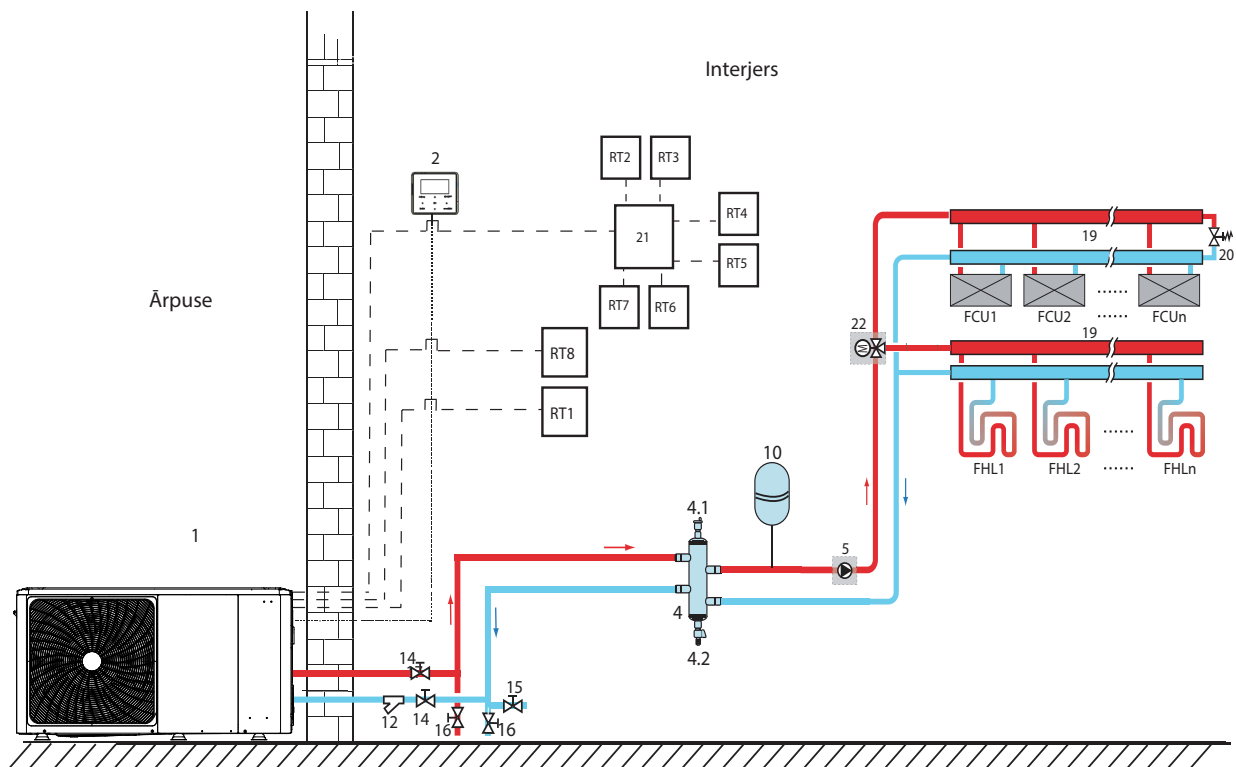 Interjers
Ārpuse
2
RT2
RT3
RT4
21
RT5
RT7
RT6
RT8
RT1
19
20
FCU1
FCU2
......
......
FCUn
22
M
19
......
FHL1
FHL2
......
FHLn
10
4.1
5
4
4.2
1
14
12
14
15
16
16